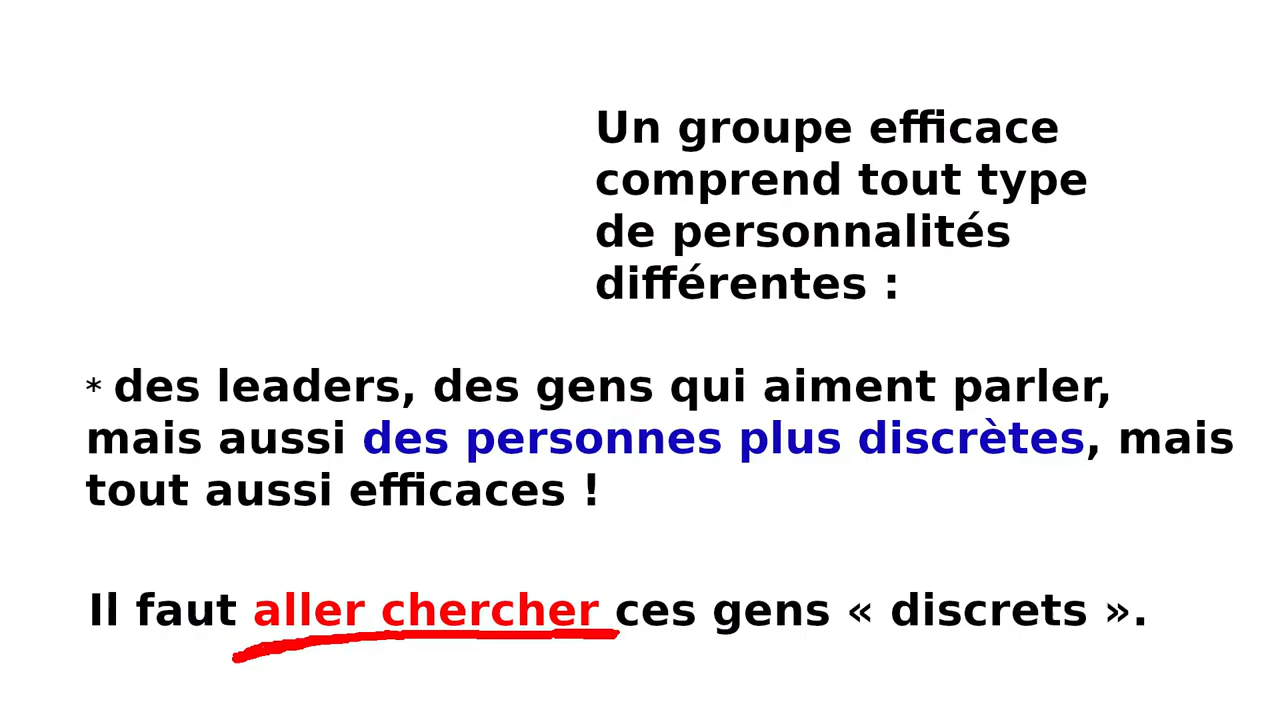 Un groupe efficace
comprend tout type
de personnalités
différentes :
* des leaders, des gens qui aiment parler,
mais aussi des personnes plus discrètes, mais
tout aussi efficaces !
Il faut aller chercher ces gens « discrets ».